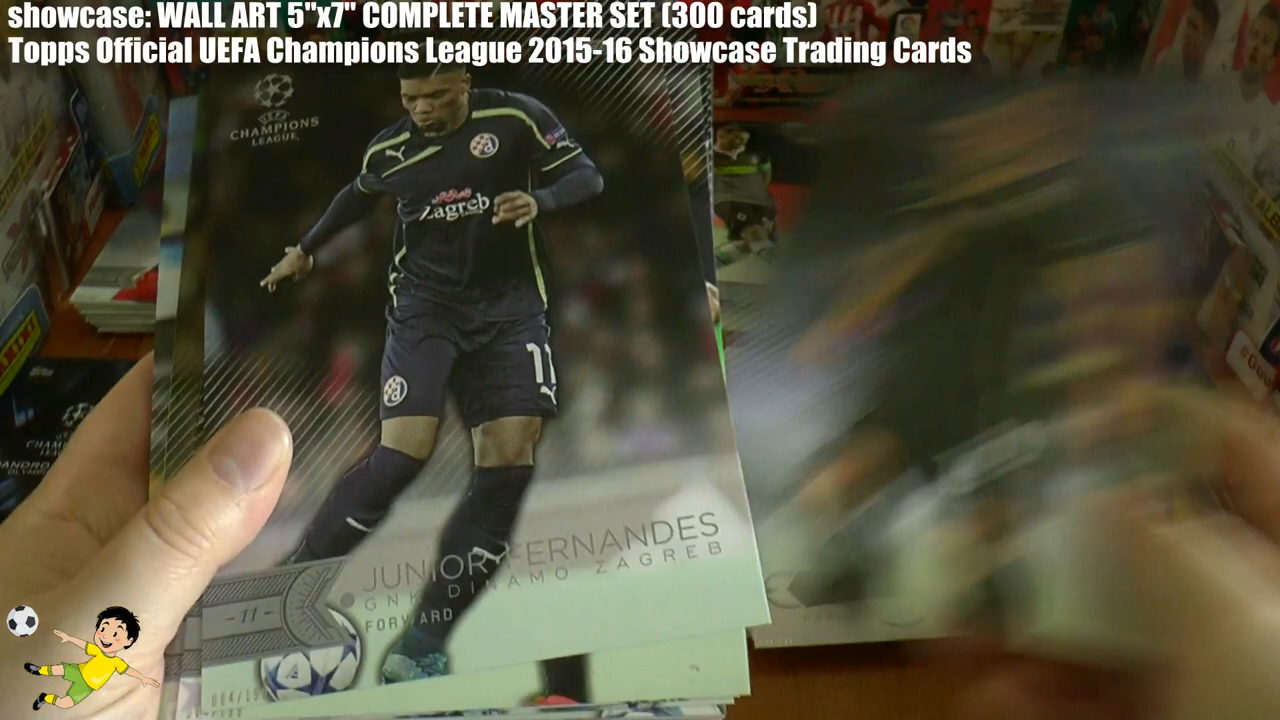 showcase: WALL ART 5"x7" COMPLETE MASTER SET (300 cards)
Topps Official UEFA Champions League 2015-16 Showcase Trading Cards
UEFA
CHAMPIONS
LEAGUE
Zagreb
11
JUNIOR FERNANDES
GNK DINAMO ZAGREB
FORWARD
-11-